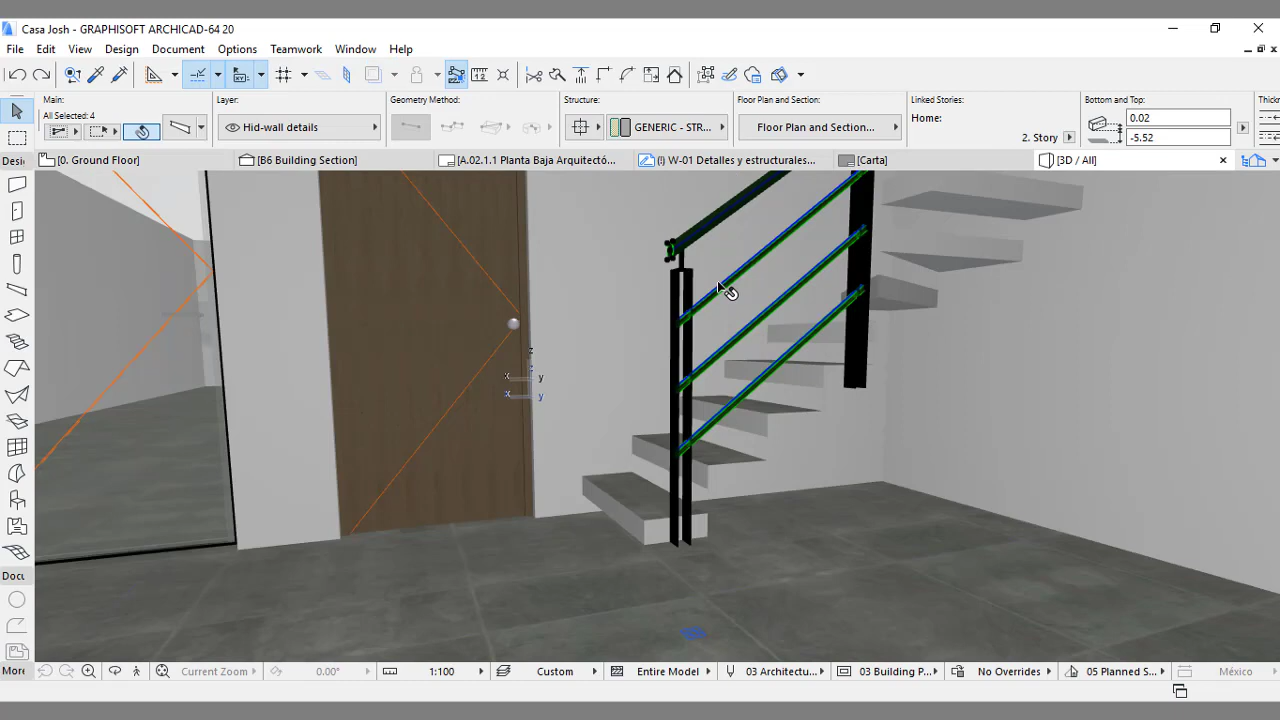 Casa Josh - GRAPHISOFT ARCHICAD-64 20
File Edit View Design Document Options Teamwork Window Help
Main: Layer: Geometry Method: Structure: Floor Plan and Section: Linked Stories: Bottom and Top: Thickn
All Selected: 4 Home: 0.02
Hid-wall details GENERIC - STR... Floor Plan and Section... 2. Story -5.52
Desi [0. Ground Floor] [B6 Building Section] [A.02.1.1 Planta Baja Arquitectó... (!) W-01 Detalles y estructurales... [Carta] [3D / All]
z
x y
x y
Docu
More Current Zoom 0.00° 1:100 Custom Entire Model 03 Architectu... 03 Building P... No Overrides 05 Planned S... México